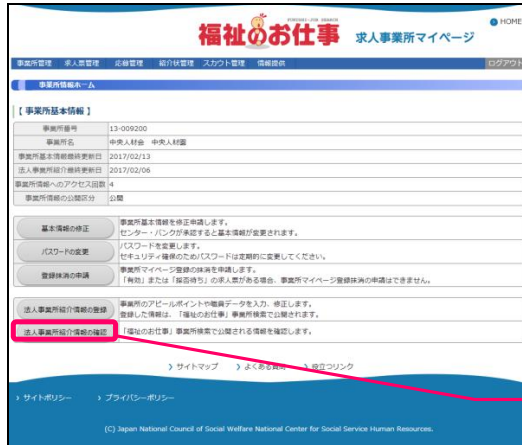 福祉のお仕事 求人事業所マイページ
HOME
事業所管理 求人票管理 応募管理 紹介状管理 スカウト管理 情報提供 ログアウト
事業所情報ホーム
【 事業所基本情報 】
事業所番号 13-009200
事業所名 中央人材会 中央人材園
事業所基本情報最終更新日 2017/02/13
法人事業所紹介最終更新日 2017/02/06
事業所情報へのアクセス回数 4
事業所情報の公開区分 公開
基本情報の修正
事業所基本情報を修正申請します。
センター・バンクが承認すると基本情報が変更されます。
パスワードの変更
パスワードを変更します。
セキュリティ確保のためパスワードは定期的に変更してください。
登録抹消の申請
事業所マイページ登録の抹消を申請します。
「有効」または「採否待ち」の求人票がある場合、事業所マイページ登録抹消の申請はできません。
法人事業所紹介情報の登録
事業所のアピールポイントや職員データを入力、修正します。
登録した情報は、「福祉のお仕事」事業所検索で公開されます。
法人事業所紹介情報の確認
「福祉のお仕事」事業所検索で公開される情報を確認します。
サイトマップ よくある質問 役立つリンク
サイトポリシー プライバシーポリシー
(C) Japan National Council of Social Welfare National Center for Social Service Human Resources.